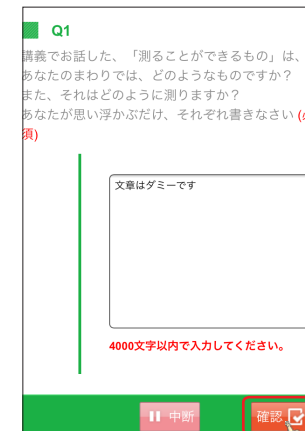 Q1
講義でお話した、「測ることができるもの」は、
あなたのまわりでは、どのようなものですか？
また、それはどのように測りますか？
あなたが思い浮かぶだけ、それぞれ書きなさい (必
須)
文章はダミーです
4000文字以内で入力してください。
中断
確認